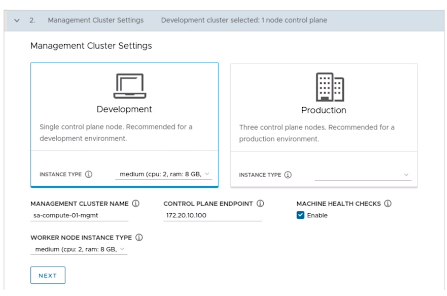 2. Management Cluster Settings Development cluster selected: 1 node control plane
Management Cluster Settings
Development
Single control plane node. Recommended for a
development environment.
INSTANCE TYPE
medium (cpu: 2, ram: 8 GB,
Production
Three control plane nodes. Recommended for a
production environment.
INSTANCE TYPE
MANAGEMENT CLUSTER NAME
sa-compute-01-mgmt
CONTROL PLANE ENDPOINT
172.20.10.100
MACHINE HEALTH CHECKS
Enable
WORKER NODE INSTANCE TYPE
medium (cpu: 2, ram: 8 GB,
NEXT